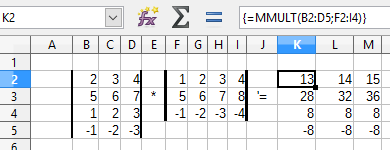 K2 {=MMULT(B2:D5;F2:I4)}
A B C D E F G H I J K L M
1
2 2 3 4 1 2 3 4 13 14 15
3 5 6 7 * 5 6 7 8 '= 28 32 36
4 1 2 3 -1 -2 -3 -4 8 8 8
5 -1 -2 -3 -8 -8 -8
6